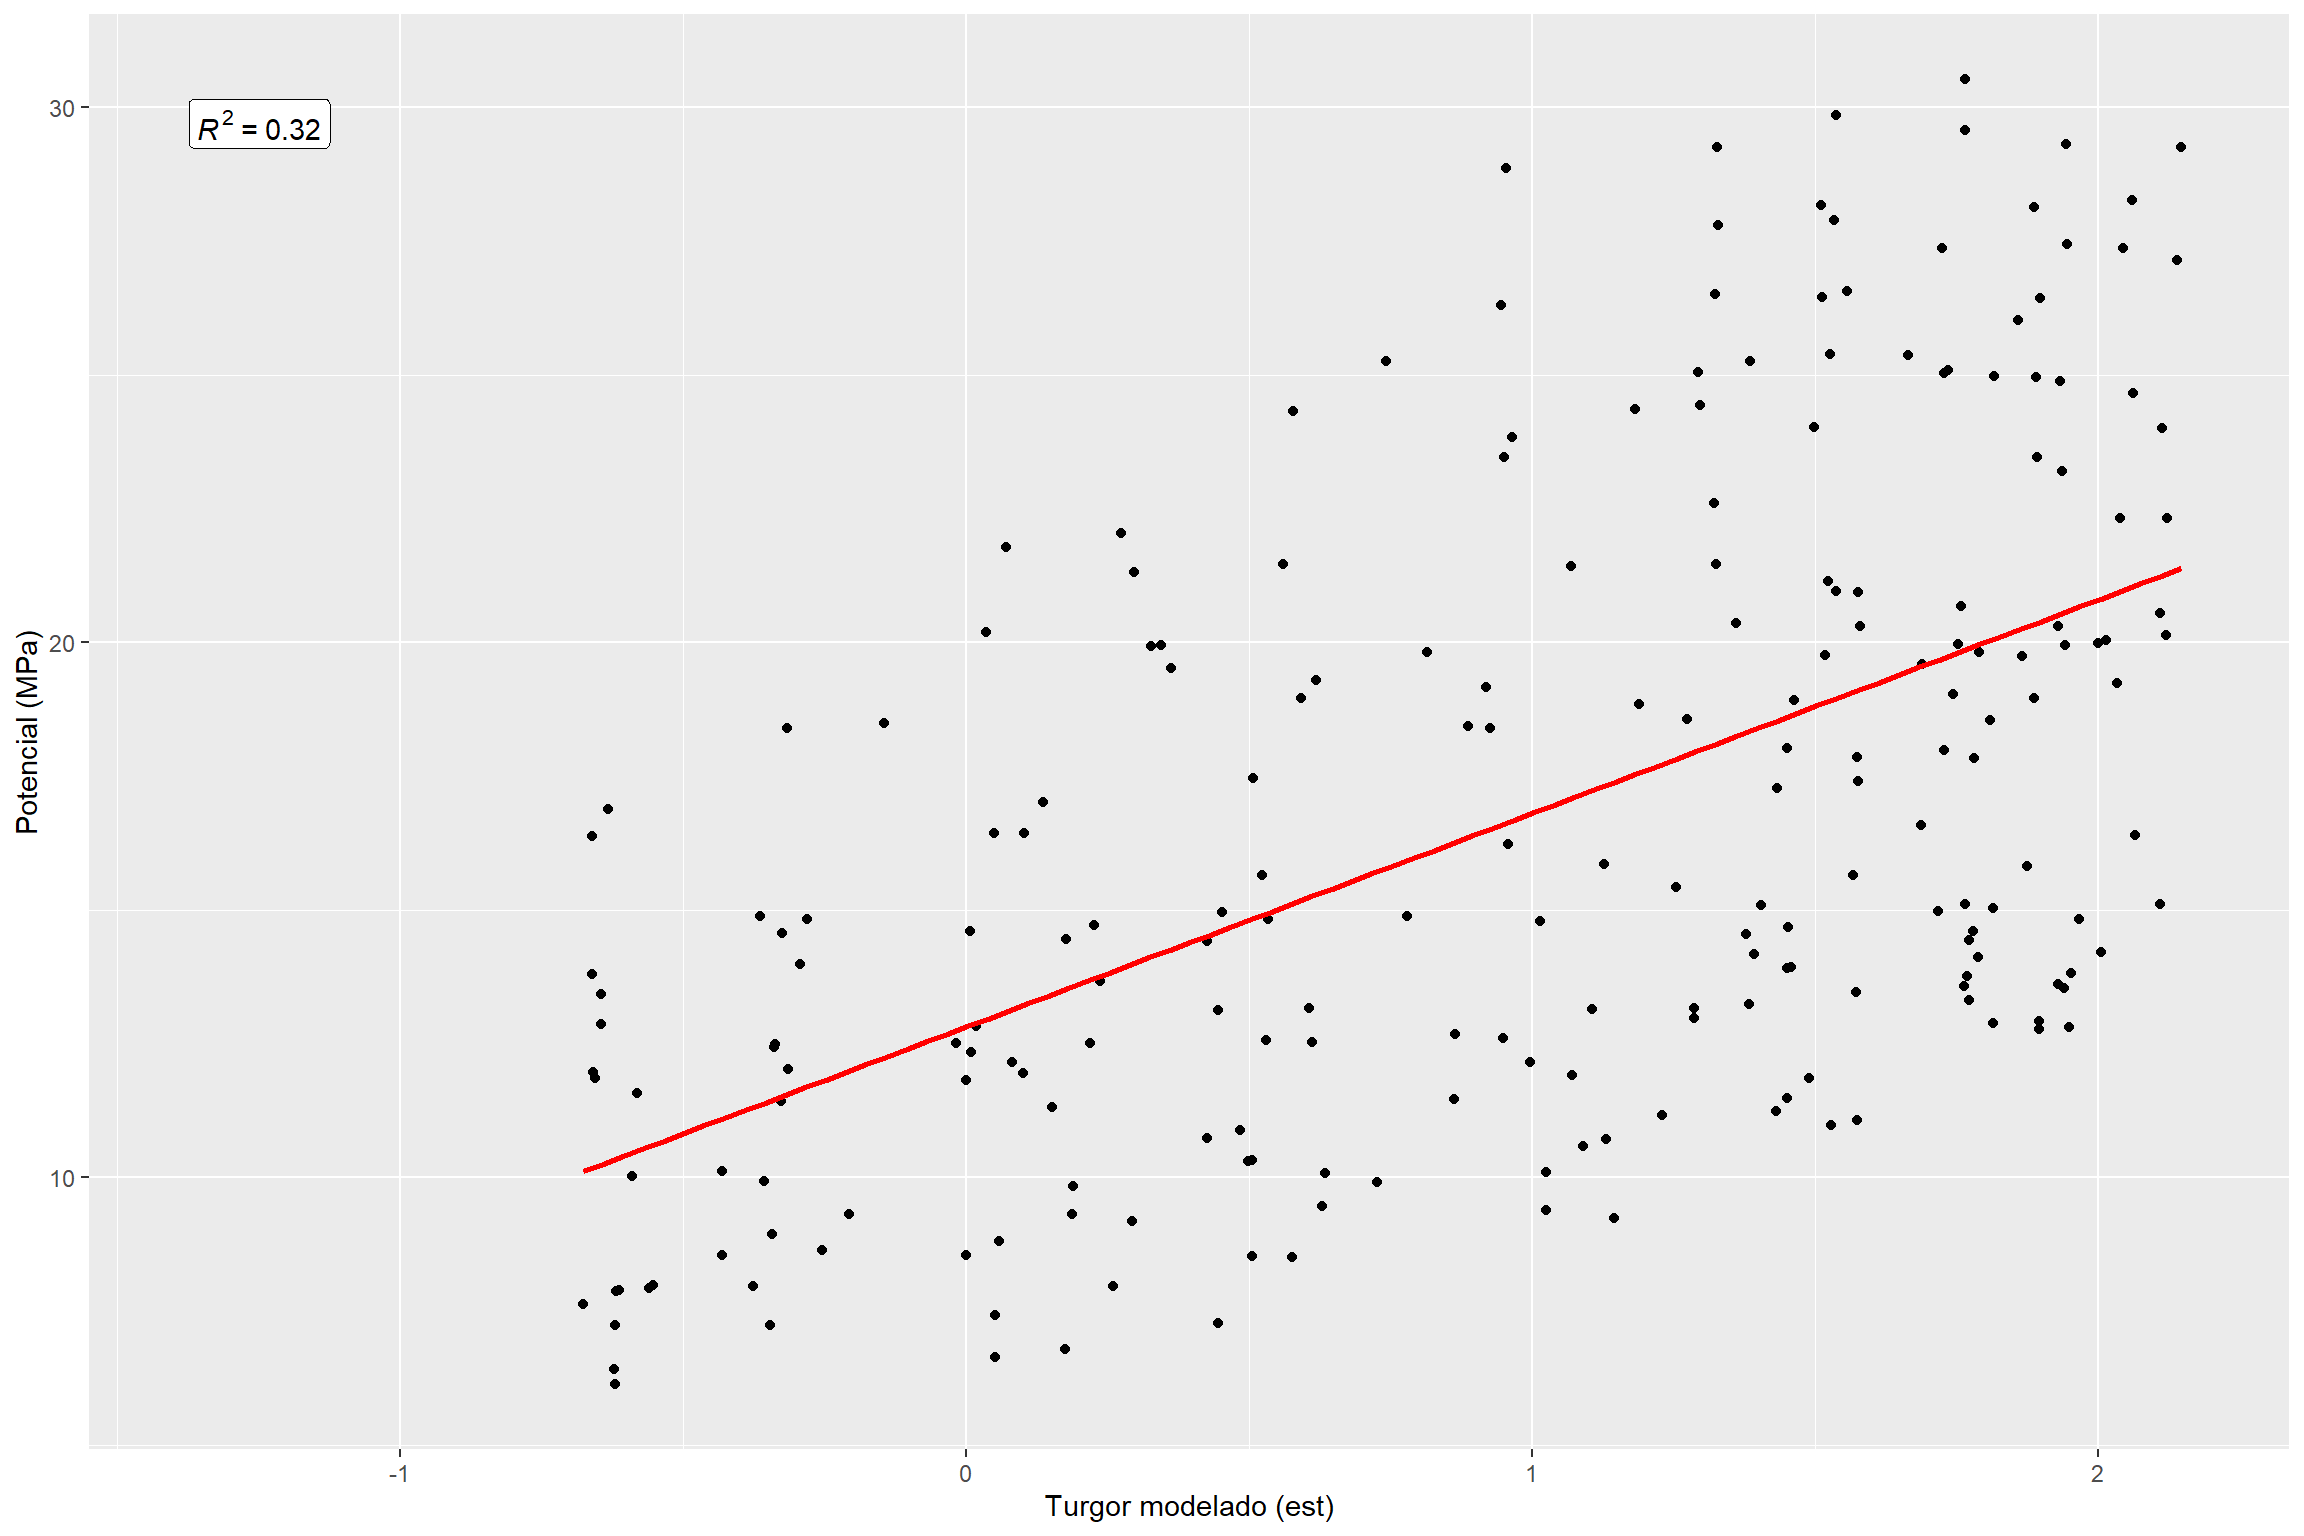 R² = 0.32
30
20
10
Potencial (MPa)
-1 0 1 2
Turgor modelado (est)